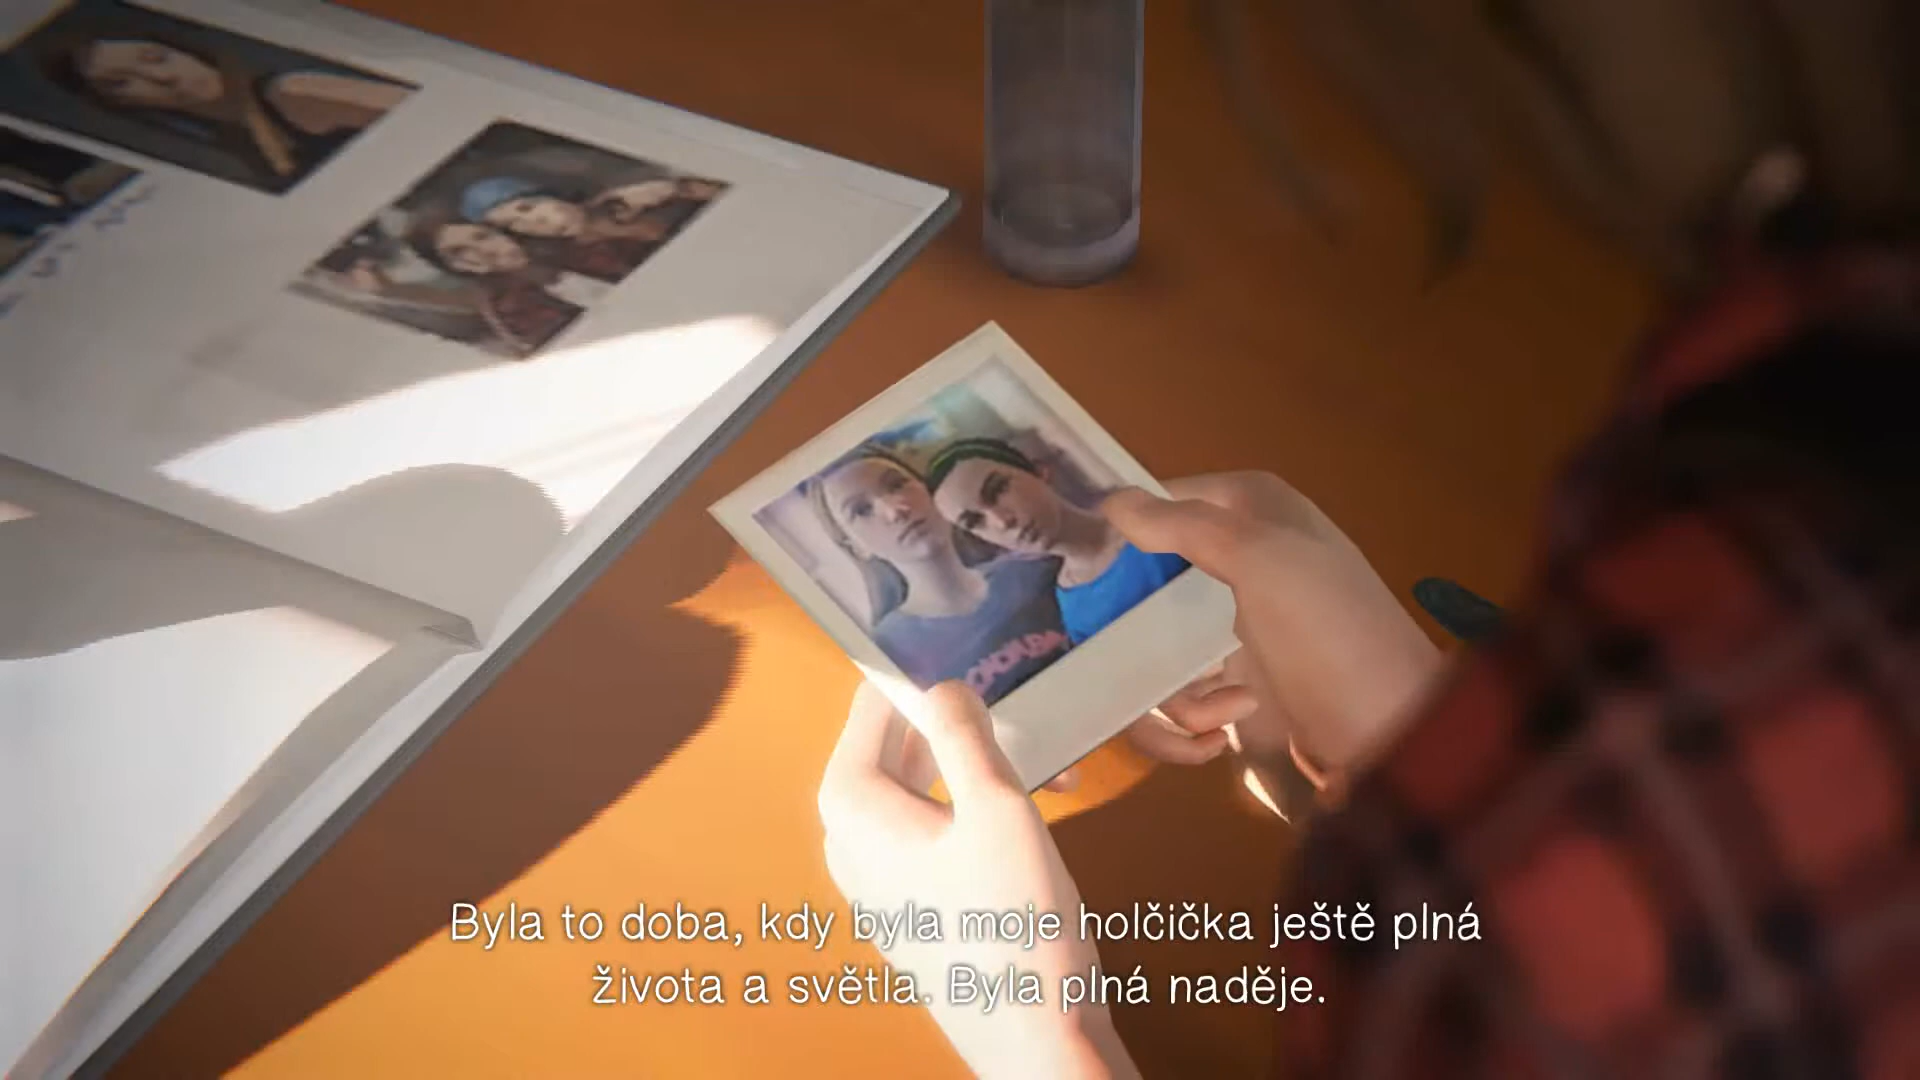 Byla to doba, kdy byla moje holčička ještě plná
života a světla. Byla plná naděje.